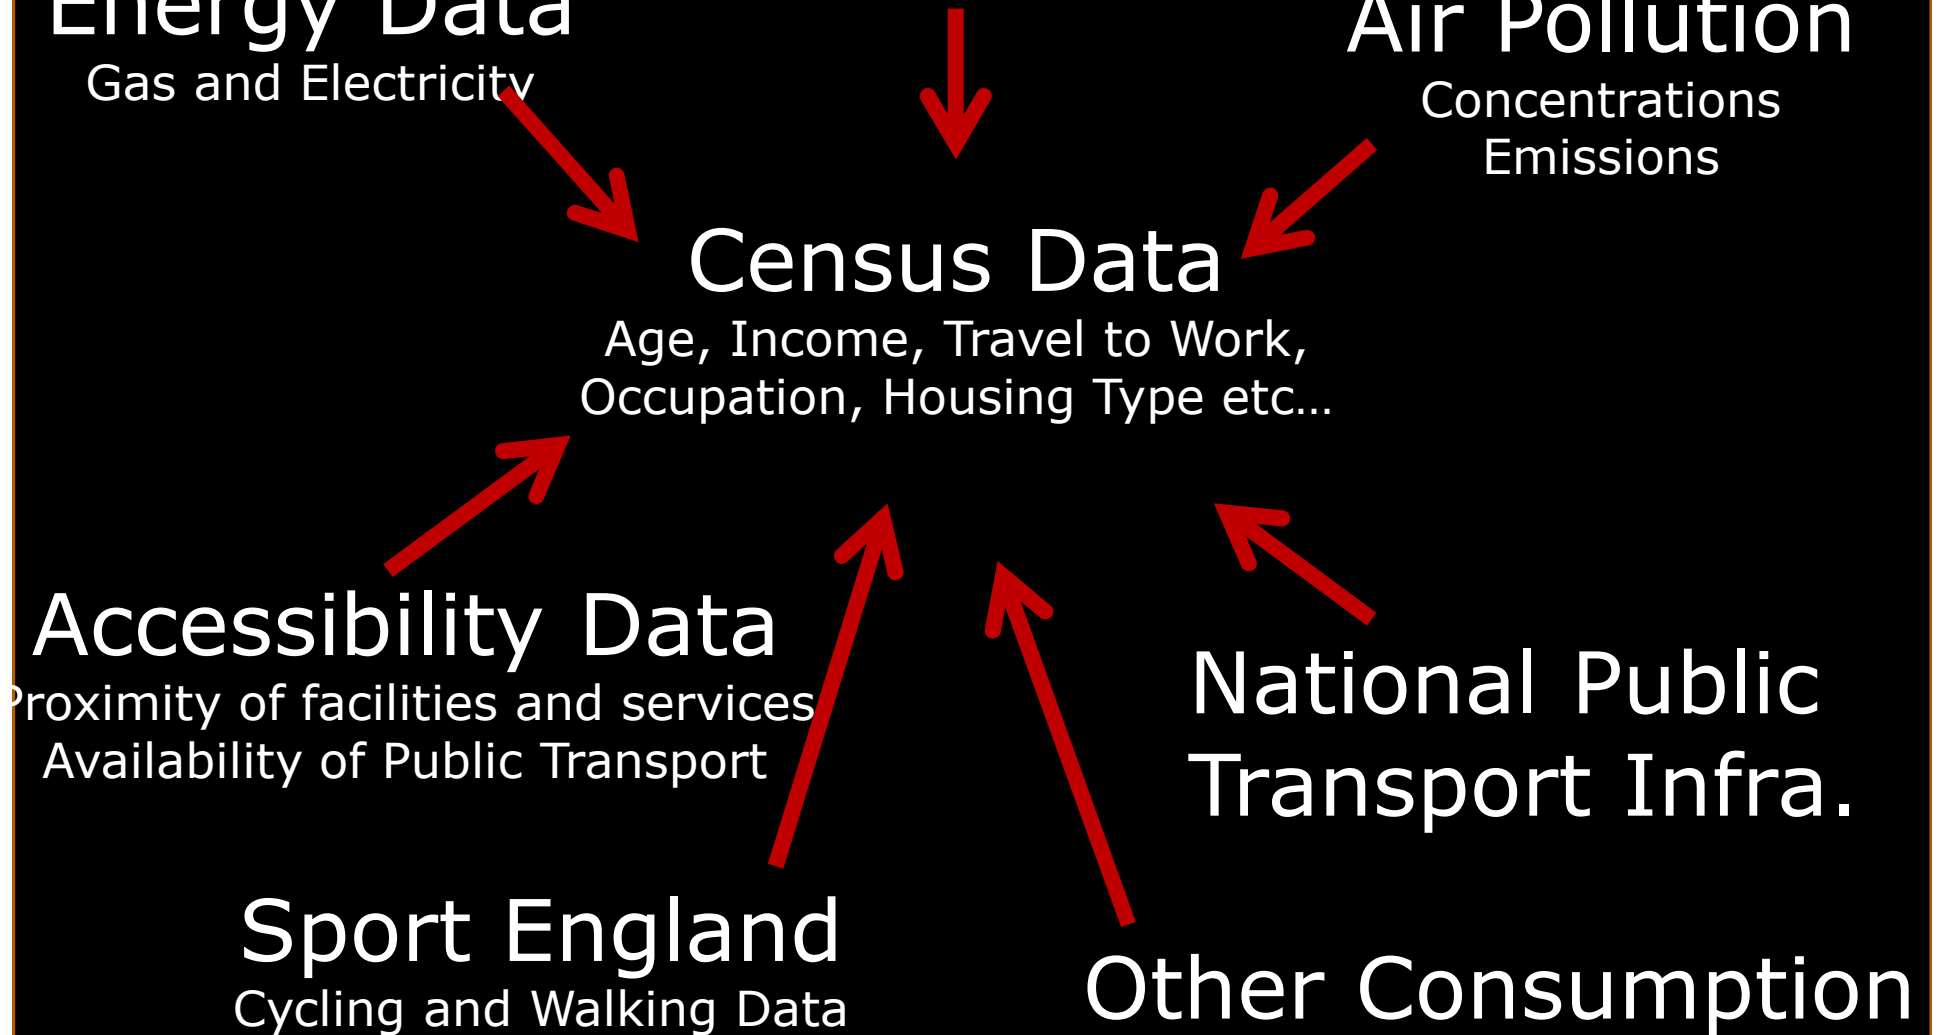 Energy Data
Gas and Electricity
Air Pollution
Concentrations
Emissions
Census Data
Age, Income, Travel to Work,
Occupation, Housing Type etc…
Accessibility Data
Proximity of facilities and services
Availability of Public Transport
National Public
Transport Infra.
Sport England
Cycling and Walking Data
Other Consumption